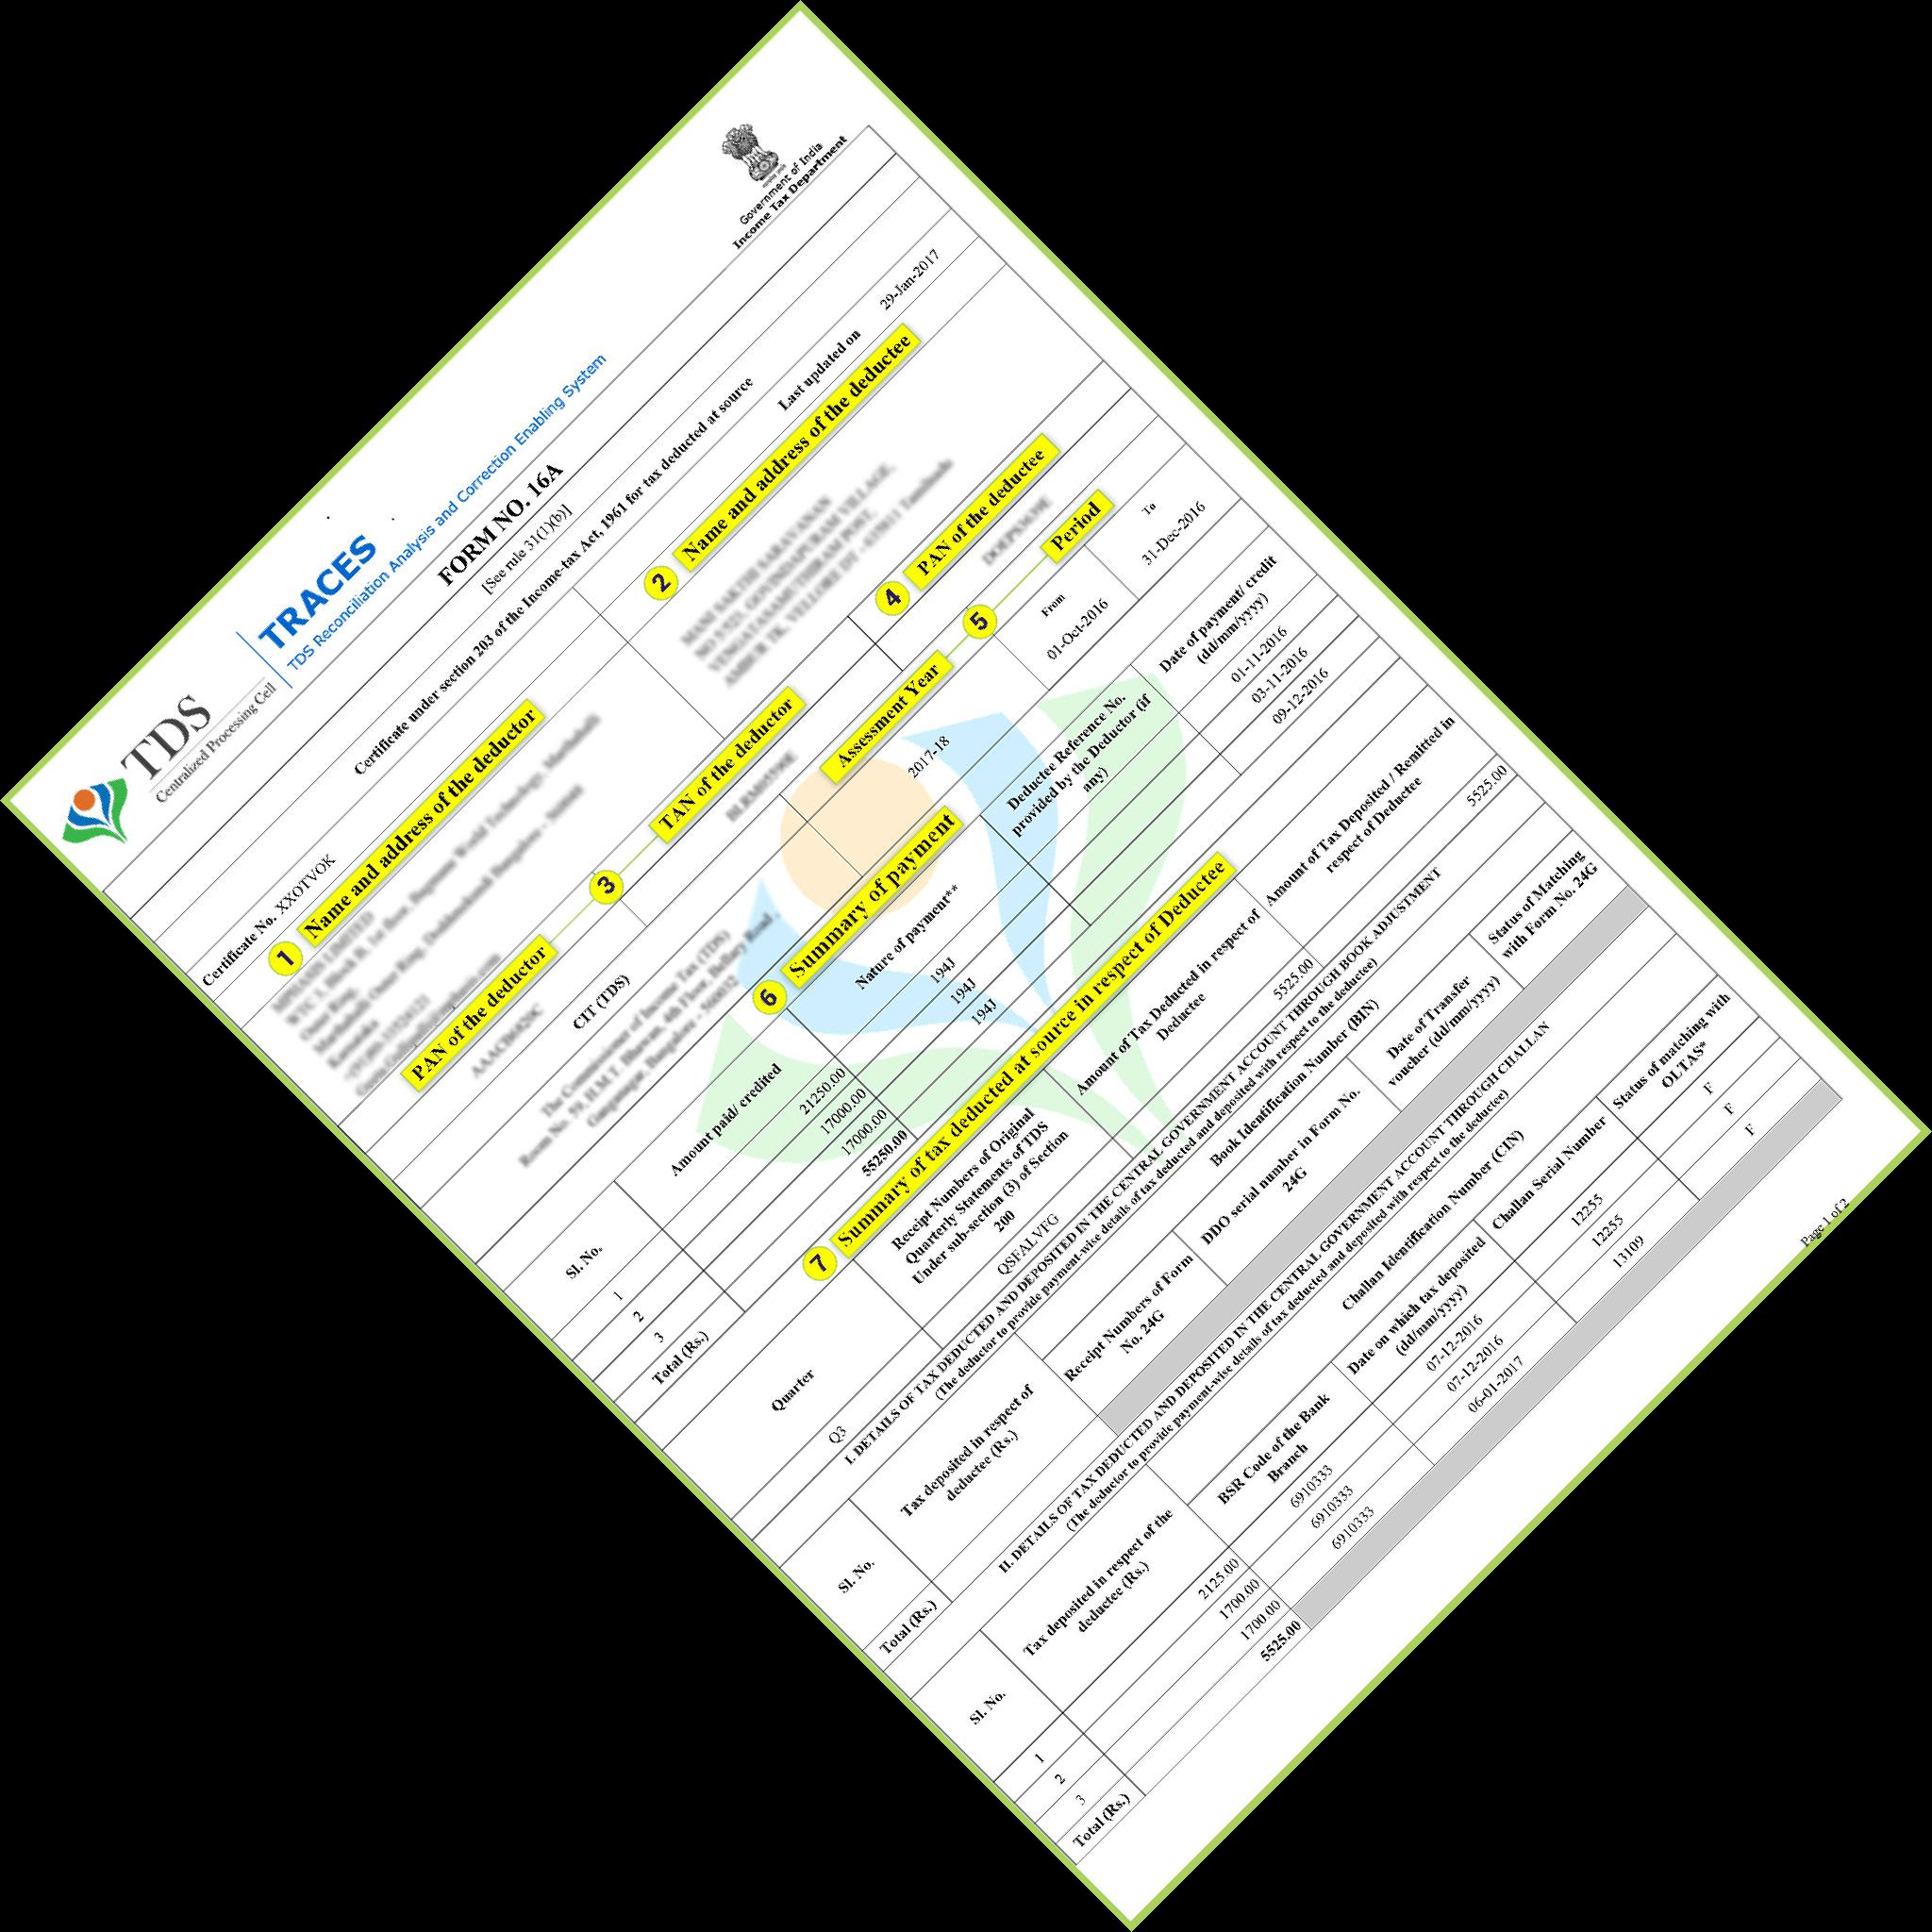 TDS
Centralized Processing Cell
TRACES
TDS Reconciliation Analysis and Correction Enabling System
Government of India
Income Tax Department
FORM NO. 16A
[See rule 31(1)(b)]
Certificate under section 203 of the Income-tax Act, 1961 for tax deducted at source
Certificate No. XXOTVOK
Last updated on 29-Jan-2017
1 Name and address of the deductor
2 Name and address of the deductee
PAN of the deductor
3 TAN of the deductor
4 PAN of the deductee
CIT (TDS)
Assessment Year
5 Period
2017-18
From
To
01-Oct-2016
31-Dec-2016
6 Summary of payment
Sl. No.
Amount paid/ credited
Nature of payment**
Deductee Reference No.
provided by the Deductor (if
any)
Date of payment/ credit
(dd/mm/yyyy)
1 21250.00 194J 01-11-2016
2 17000.00 194J 03-11-2016
3 17000.00 194J 09-12-2016
Total (Rs.) 55250.00
7 Summary of tax deducted at source in respect of Deductee
Quarter
Receipt Numbers of Original
Quarterly Statements of TDS
Under sub-section (3) of Section
200
Amount of Tax Deducted in respect of
Deductee
Amount of Tax Deposited / Remitted in
respect of Deductee
Q3 QSFALVFG 5525.00 5525.00
I. DETAILS OF TAX DEDUCTED AND DEPOSITED IN THE CENTRAL GOVERNMENT ACCOUNT THROUGH BOOK ADJUSTMENT
(The deductor to provide payment-wise details of tax deducted and deposited with respect to the deductee)
Sl. No.
Tax deposited in respect of
deductee (Rs.)
Book Identification Number (BIN)
Receipt Numbers of Form
No. 24G
DDO serial number in Form No.
24G
Date of Transfer
voucher (dd/mm/yyyy)
Status of Matching
with Form No. 24G
Total (Rs.)
II. DETAILS OF TAX DEDUCTED AND DEPOSITED IN THE CENTRAL GOVERNMENT ACCOUNT THROUGH CHALLAN
(The deductor to provide payment-wise details of tax deducted and deposited with respect to the deductee)
Sl. No.
Tax deposited in respect of the
deductee (Rs.)
Challan Identification Number (CIN)
BSR Code of the Bank
Branch
Date on which tax deposited
(dd/mm/yyyy)
Challan Serial Number
Status of matching with
OLTAS*
1 2125.00 6910333 07-12-2016 12255 F
2 1700.00 6910333 07-12-2016 12255 F
3 1700.00 6910333 06-01-2017 13109 F
Total (Rs.) 5525.00
Page 1 of 2